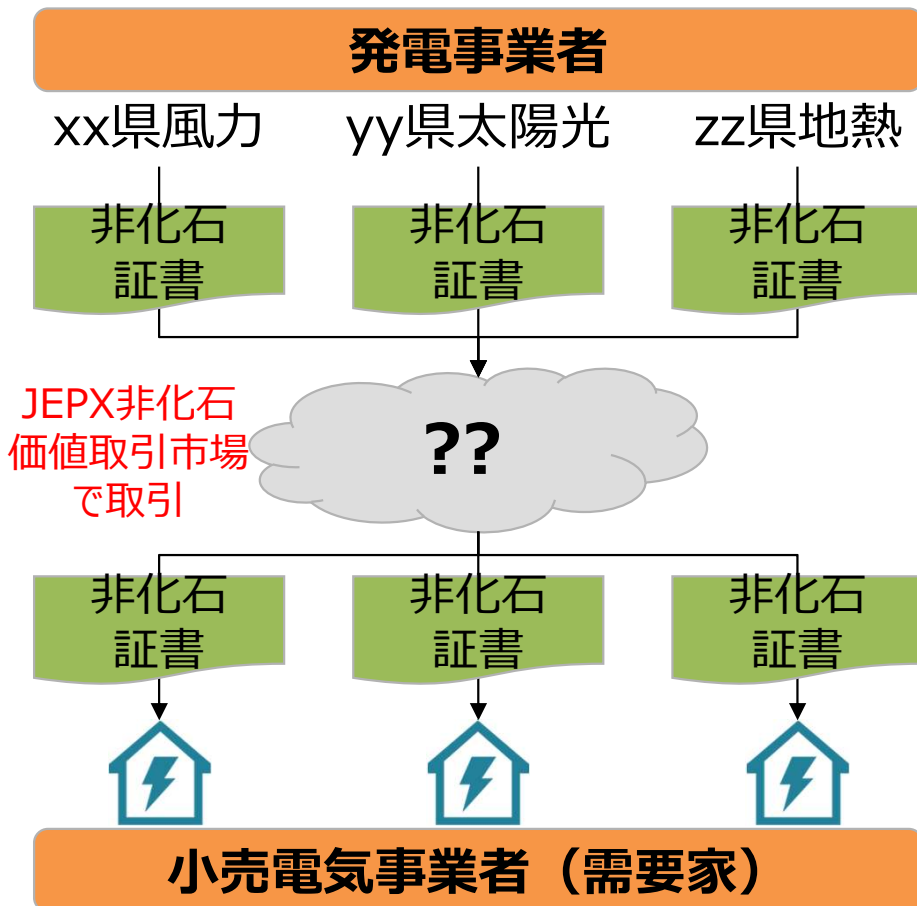 発電事業者
xx県風力 yy県太陽光 zz県地熱
非化石 非化石 非化石
証書 証書 証書
JEPX非化石
価値取引市場
で取引
??
非化石 非化石 非化石
証書 証書 証書
小売電気事業者（需要家）